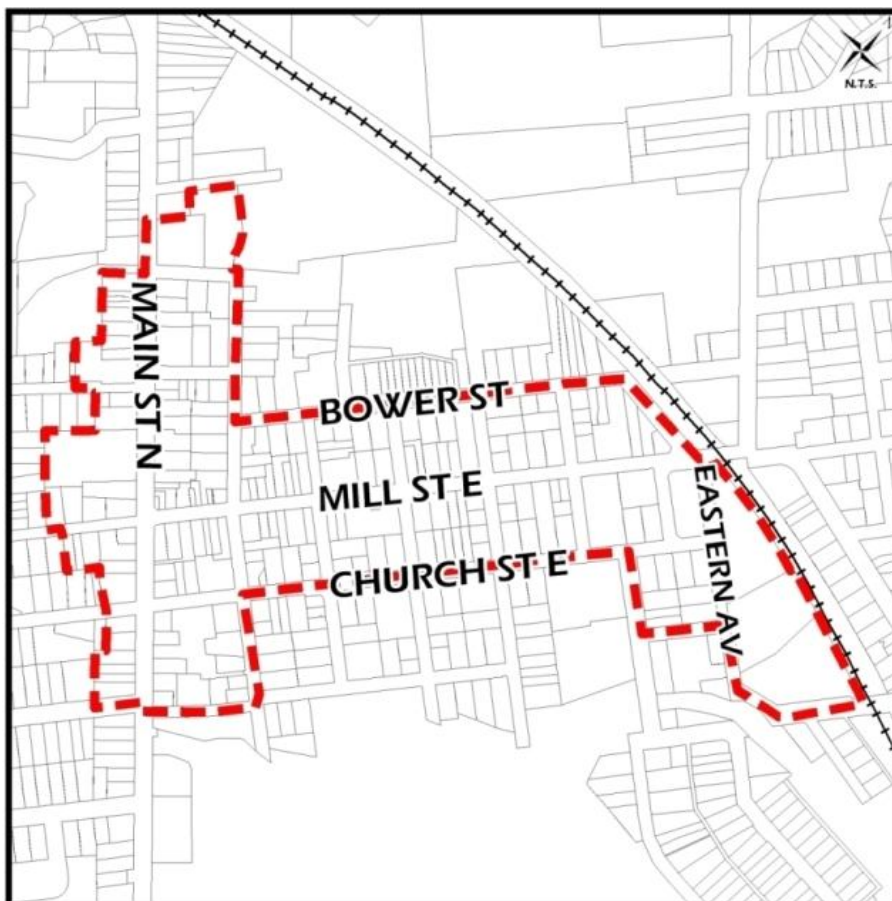 N.T.S.
MAIN ST N
BOWER ST
MILL ST E
CHURCH ST E
EASTERN AV